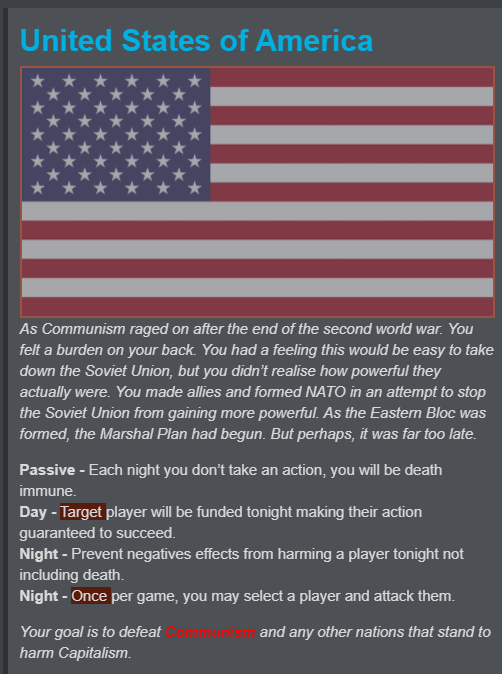 United States of America
As Communism raged on after the end of the second world war. You
felt a burden on your back. You had a feeling this would be easy to take
down the Soviet Union, but you didn't realise how powerful they
actually were. You made allies and formed NATO in an attempt to stop
the Soviet Union from gaining more powerful. As the Eastern Bloc was
formed, the Marshal Plan had begun. But perhaps, it was far too late.
Passive - Each night you don't take an action, you will be death
immune.
Day - Target player will be funded tonight making their action
guaranteed to succeed.
Night - Prevent negatives effects from harming a player tonight not
including death.
Night - Once per game, you may select a player and attack them.
Your goal is to defeat Communism and any other nations that stand to
harm Capitalism.